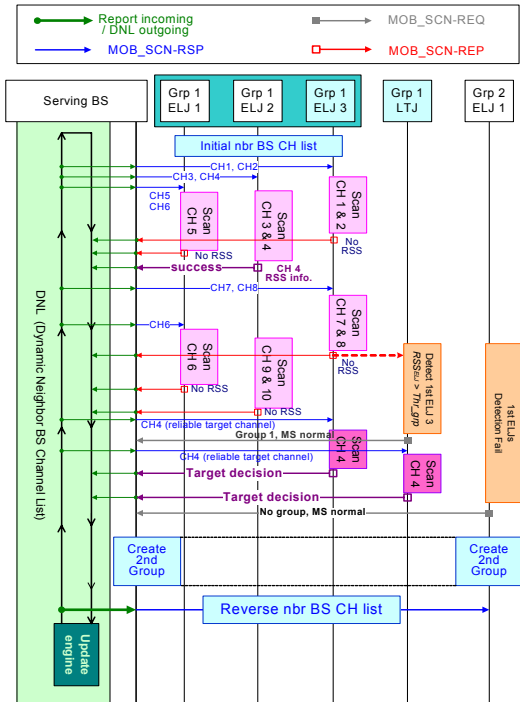 Report incoming
/ DNL outgoing
MOB_SCN-REQ
MOB_SCN-RSP
MOB_SCN-REP
Serving BS
Grp 1
ELJ 1
Grp 1
ELJ 2
Grp 1
ELJ 3
Grp 1
LTJ
Grp 2
ELJ 1
Initial nbr BS CH list
CH1, CH2
CH3, CH4
CH5
CH6
Scan
CH 5
Scan
CH 3 & 4
Scan
CH 1 & 2
No
RSS
No RSS
success
CH 4
RSS info.
CH7, CH8
Scan
CH 7 & 8
CH6
Scan
CH 6
Scan
CH 9 & 10
No
RSS
Detect 1st ELJ 3
RSS_ELJ > Thr_grp
1st ELJs
Detection Fail
No RSS
No RSS
CH4 (reliable target channel)
Group 1, MS normal
CH4 (reliable target channel)
Scan
CH 4
Scan
CH 4
Target decision
Target decision
No group, MS normal
DNL (Dynamic Neighbor BS
Channel List)
Create
2nd
Group
Create
2nd
Group
Reverse nbr BS CH list
Update
engine